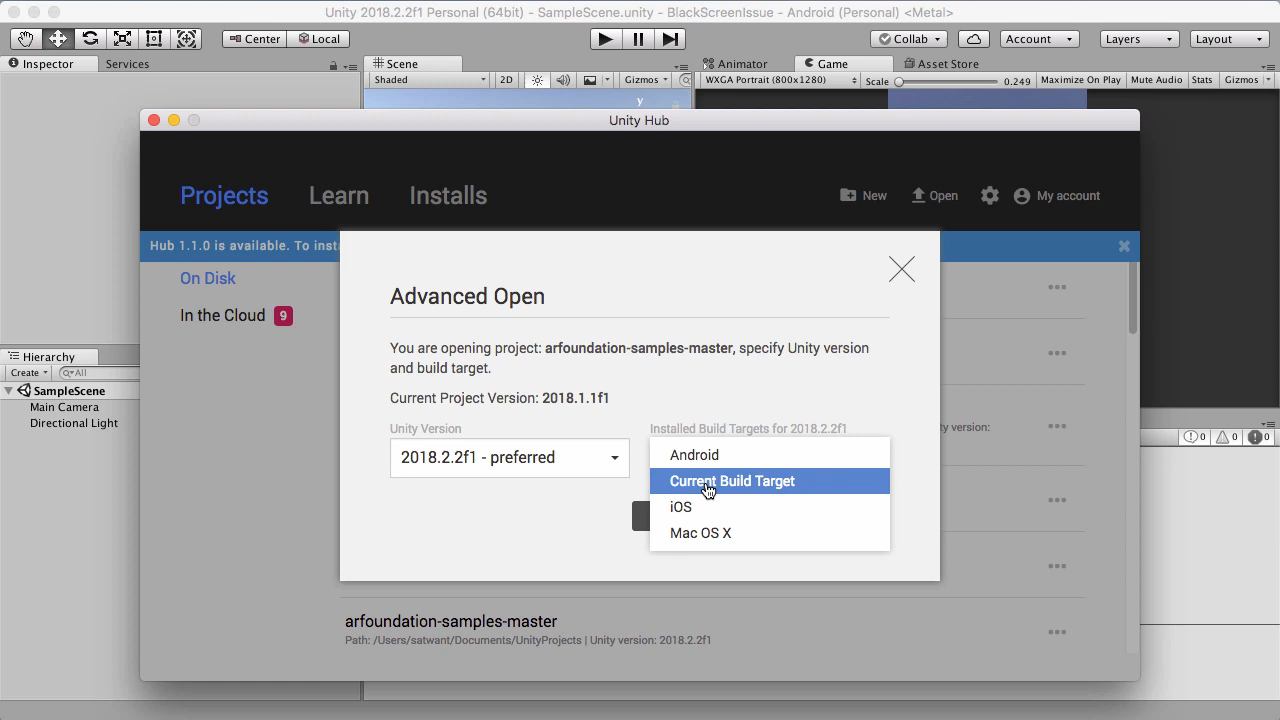 Unity 2018.2.2f1 Personal (64bit) - SampleScene.unity - BlackScreenIssue - Android (Personal) <Metal>
Center Local Collab Account Layers Layout
Inspector Services Scene Animator Game Asset Store
Shaded 2D Gizmos WXGA Portrait (800x1280) Scale 0.249 Maximize On Play Mute Audio Stats Gizmos
y
Unity Hub
Projects Learn Installs New Open My account
Hub 1.1.0 is available. To inst
On Disk
In the Cloud 9
Advanced Open
You are opening project: arfoundation-samples-master, specify Unity version
and build target.
Current Project Version: 2018.1.1f1
Unity Version Installed Build Targets for 2018.2.2f1
2018.2.2f1 - preferred
Android
Current Build Target
iOS
Mac OS X
ty version:
arfoundation-samples-master
Path: /Users/satwant/Documents/UnityProjects | Unity version: 2018.2.2f1
Hierarchy
Create All
SampleScene
Main Camera
Directional Light
0 0 0